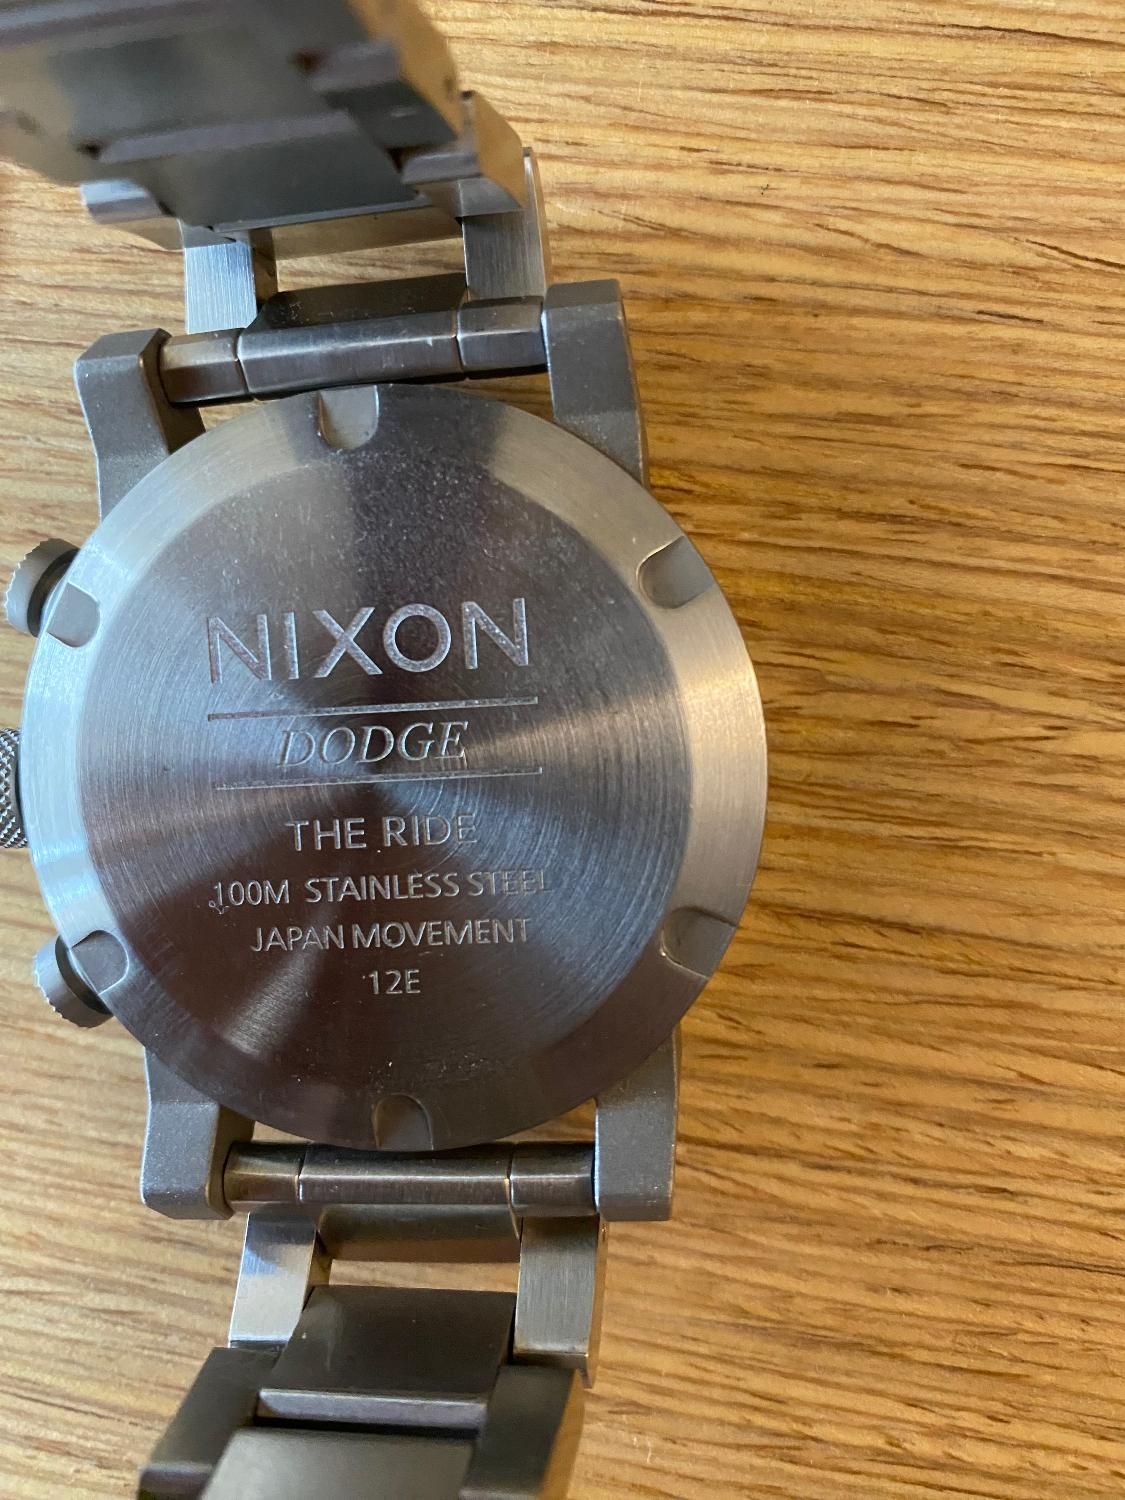 NIXON
DODGE
THE RIDE
100M STAINLESS STEEL
JAPAN MOVEMENT
12E